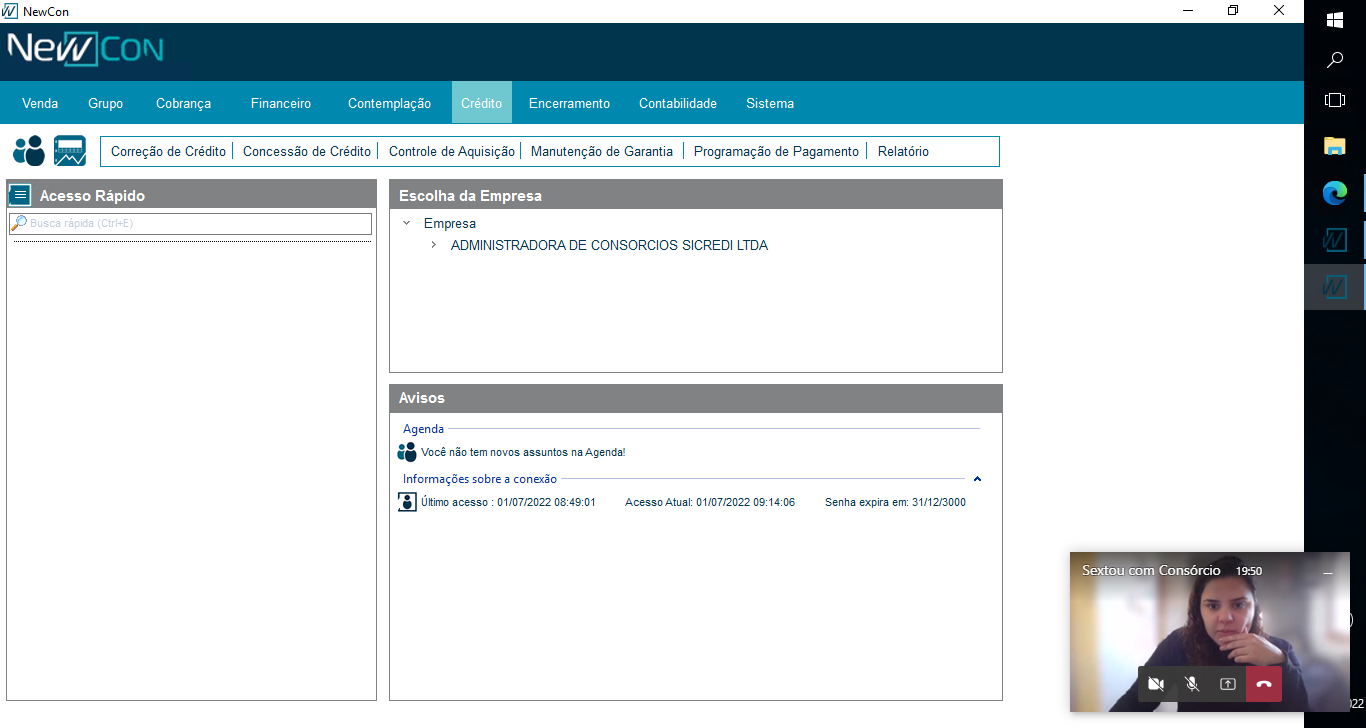 NewCon
NewCon
Venda Grupo Cobrança Financeiro Contemplação Crédito Encerramento Contabilidade Sistema
Correção de Crédito Concessão de Crédito Controle de Aquisição Manutenção de Garantia Programação de Pagamento Relatório
Acesso Rápido
Busca rápida (Ctrl+E)
Escolha da Empresa
Empresa
ADMINISTRADORA DE CONSORCIOS SICREDI LTDA
Avisos
Agenda
Você não tem novos assuntos na Agenda!
Informações sobre a conexão
Último acesso : 01/07/2022 08:49:01 Acesso Atual: 01/07/2022 09:14:06 Senha expira em: 31/12/3000
Sextou com Consórcio 19:50
022